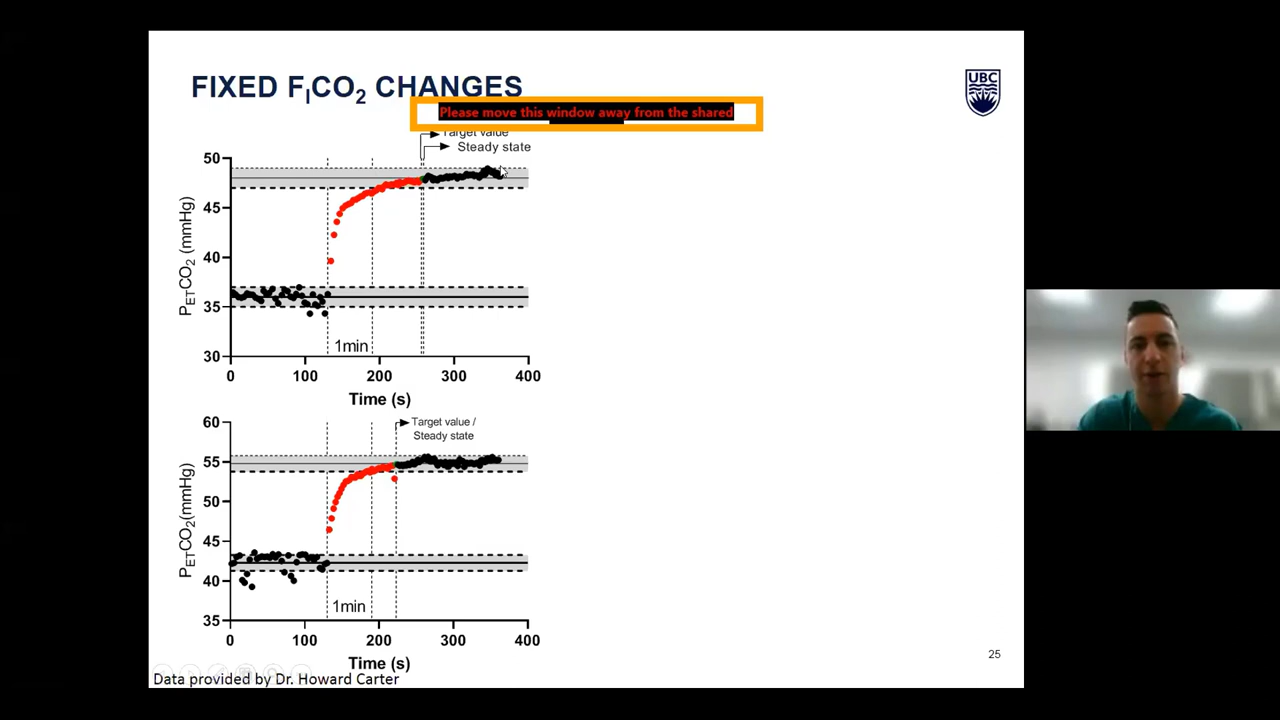 FIXED FICO2 CHANGES
UBC
Please move this window away from the shared
Target value
Steady state
50
45
40
35
30
PETCO2 (mmHg)
1min
0 100 200 300 400
Time (s)
Target value /
Steady state
60
55
50
45
40
35
PETCO2(mmHg)
1min
0 100 200 300 400
Time (s)
25
Data provided by Dr. Howard Carter